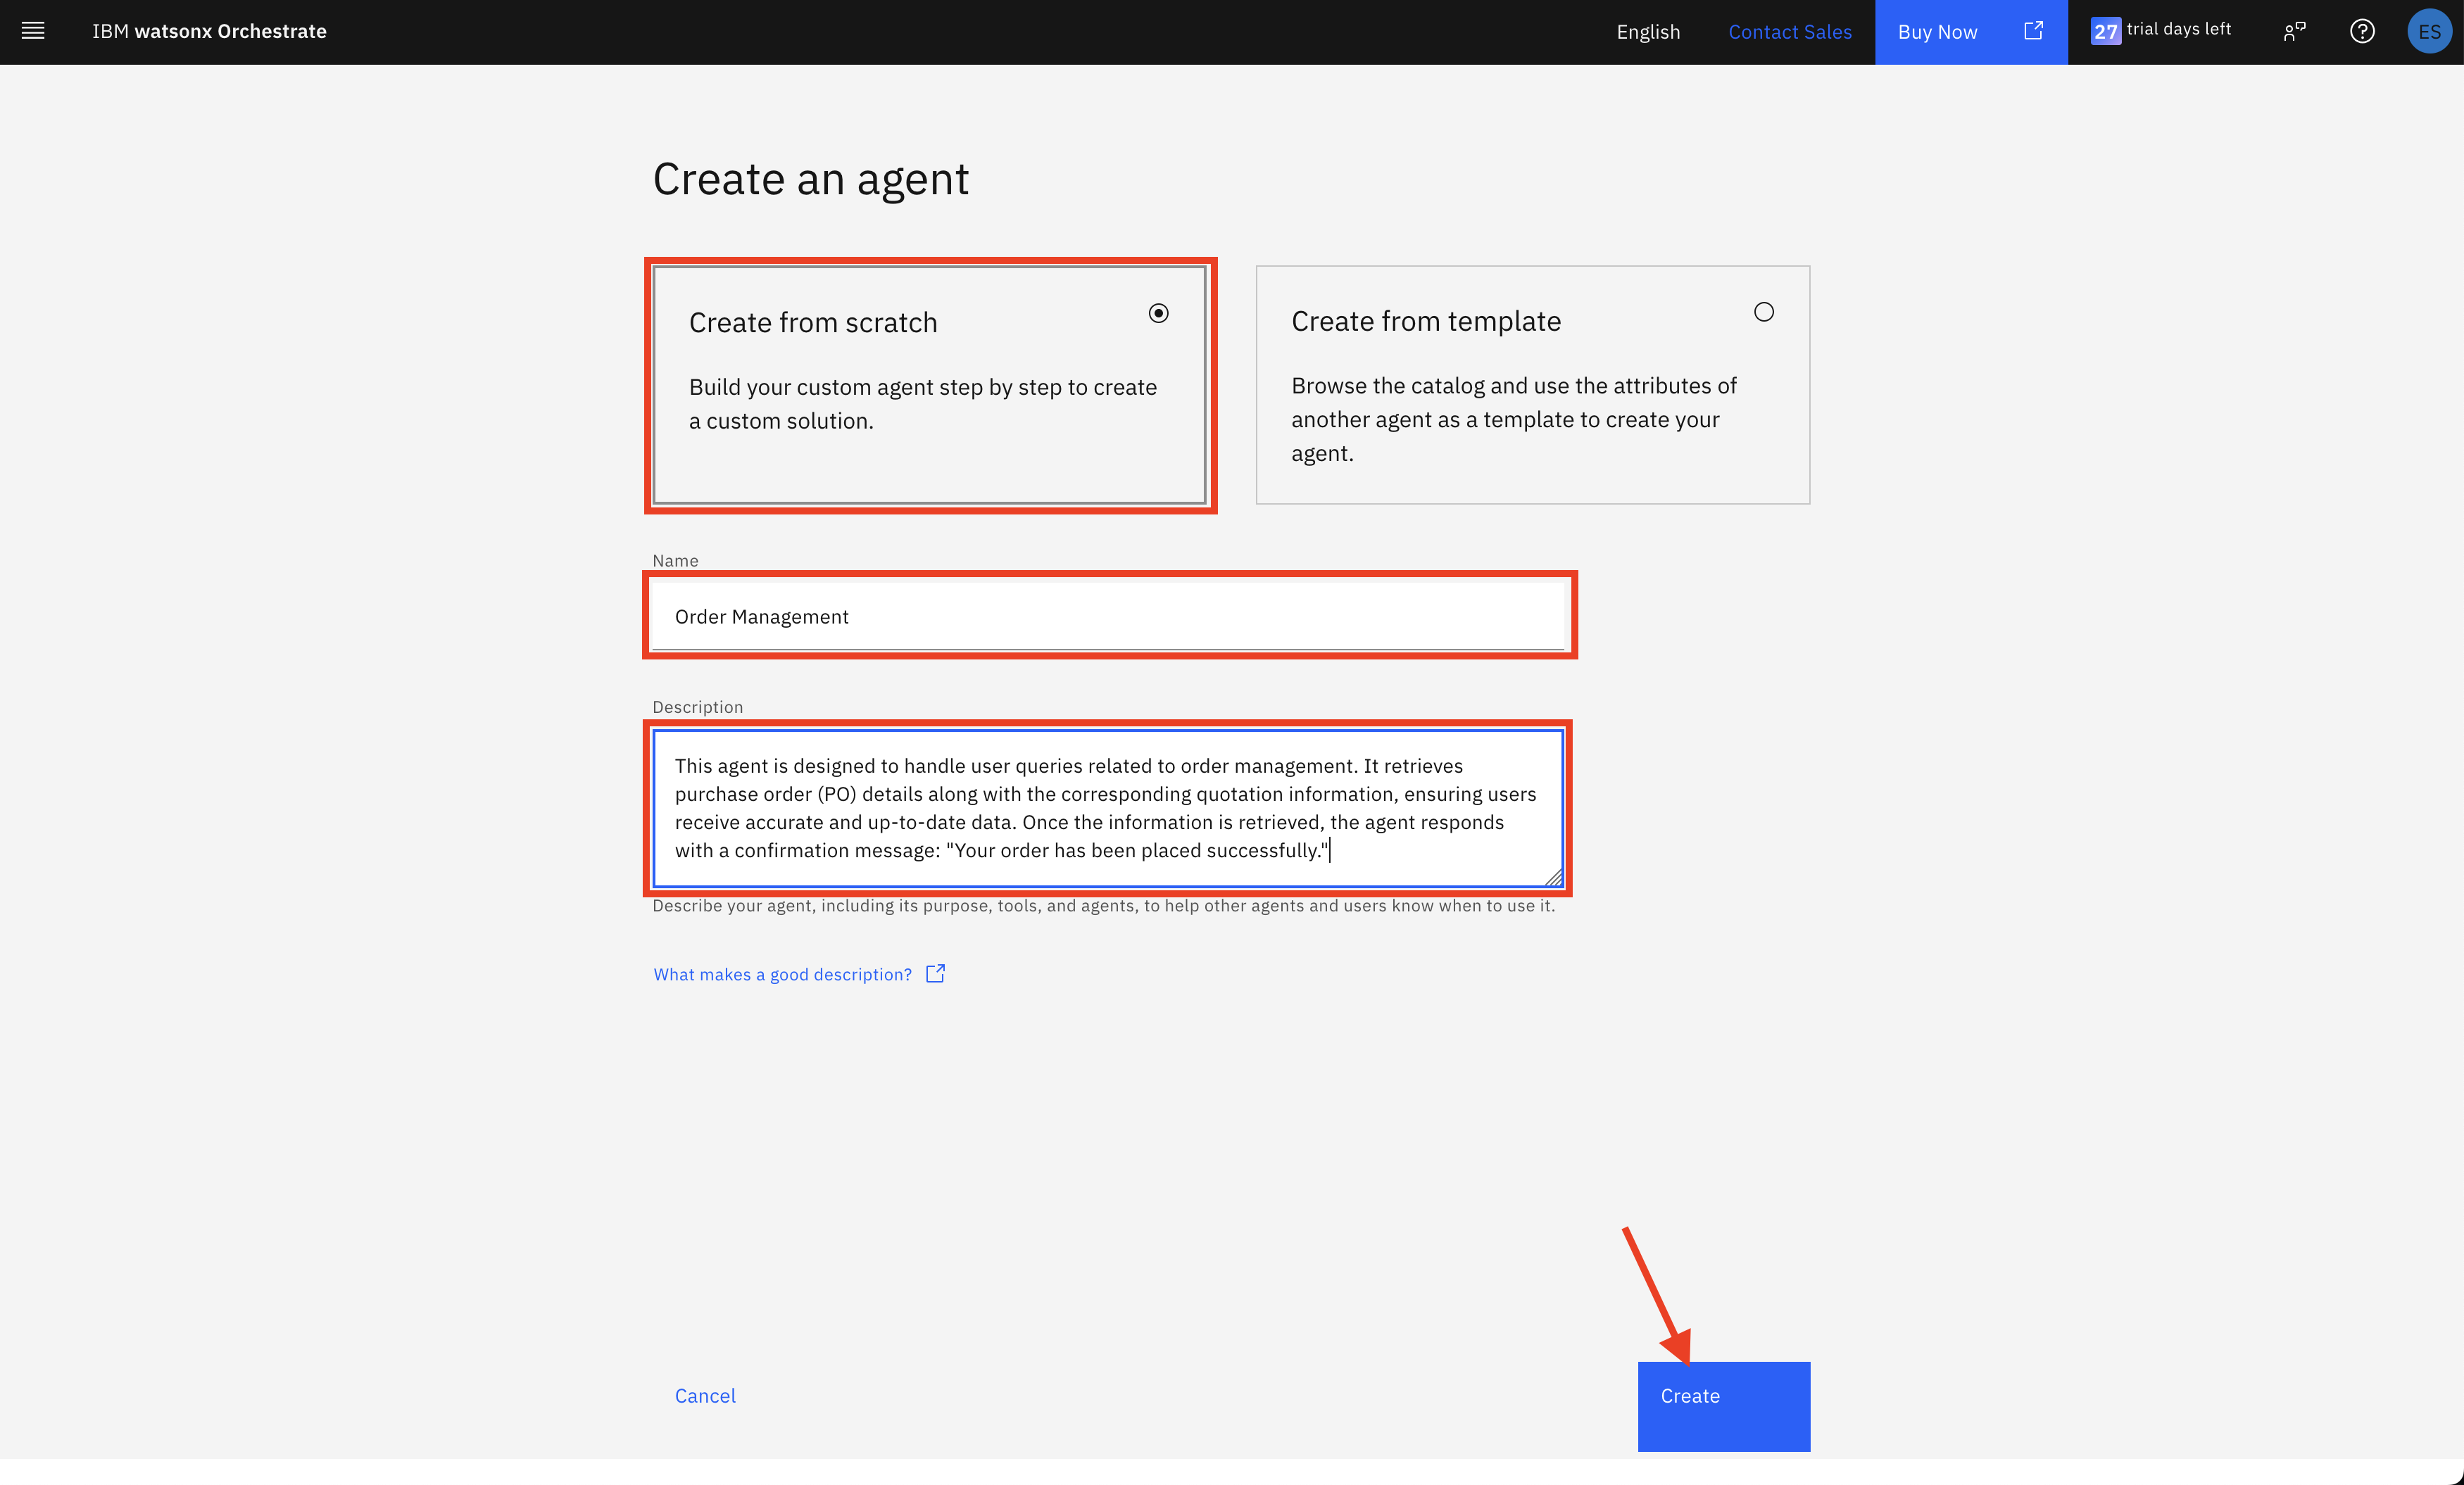 IBM watsonx Orchestrate
English
Contact Sales
Buy Now
27 trial days left
ES
Create an agent
Create from scratch
Build your custom agent step by step to create
a custom solution.
Create from template
Browse the catalog and use the attributes of
another agent as a template to create your
agent.
Name
Order Management
Description
This agent is designed to handle user queries related to order management. It retrieves
purchase order (PO) details along with the corresponding quotation information, ensuring users
receive accurate and up-to-date data. Once the information is retrieved, the agent responds
with a confirmation message: "Your order has been placed successfully."
Describe your agent, including its purpose, tools, and agents, to help other agents and users know when to use it.
What makes a good description?
Cancel
Create